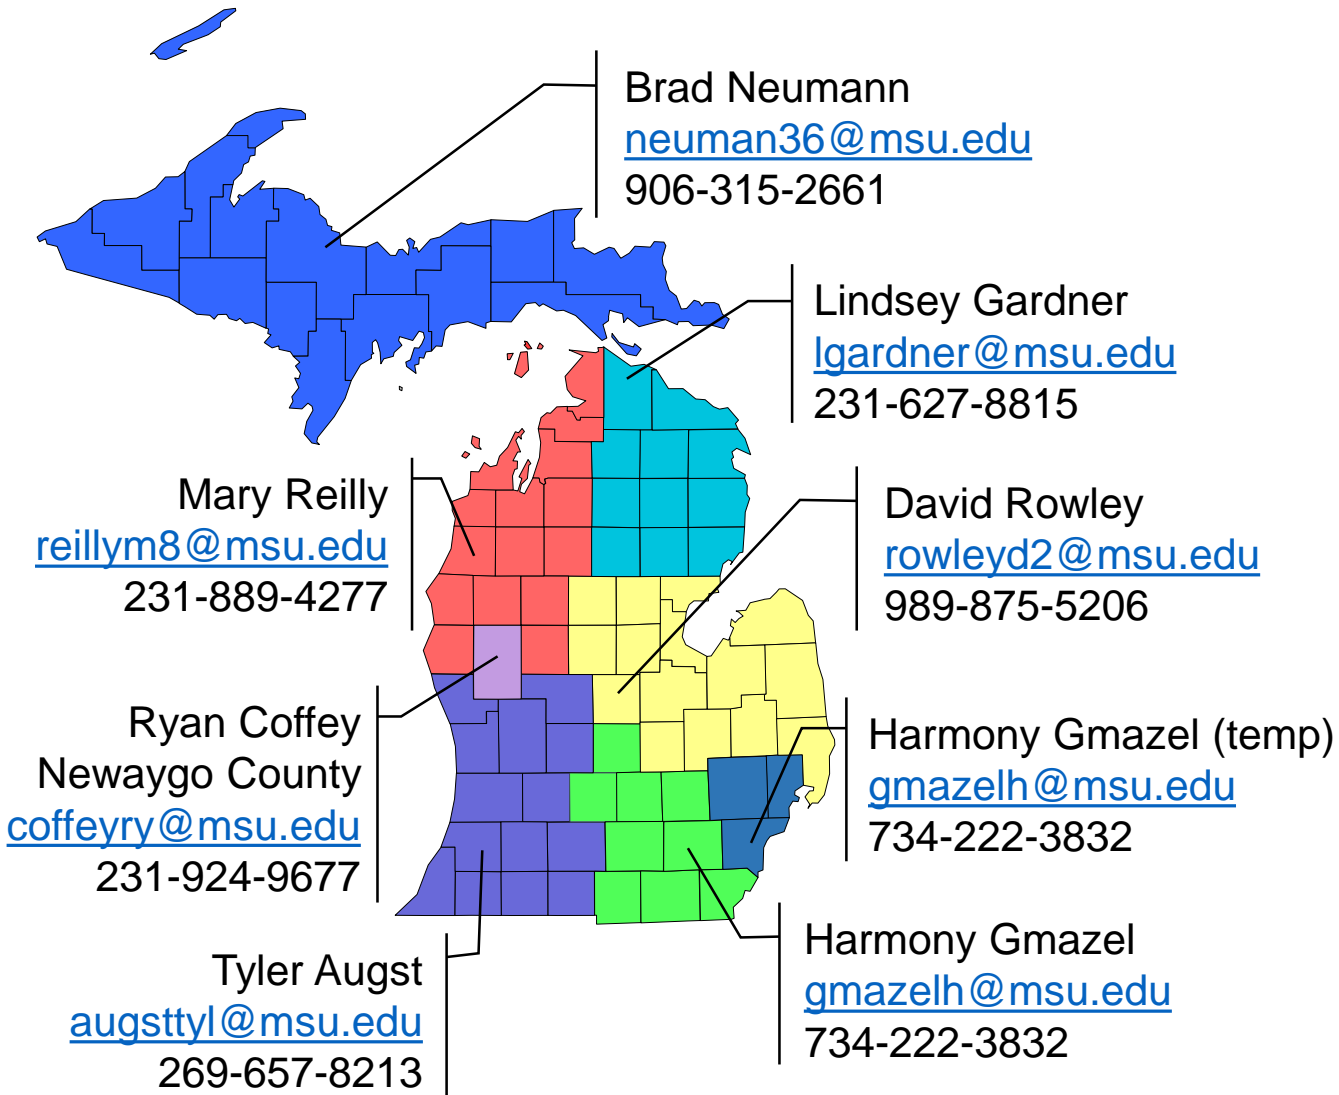 Brad Neumann
neuman36@msu.edu
906-315-2661
Lindsey Gardner
lgardner@msu.edu
231-627-8815
Mary Reilly
reillym8@msu.edu
231-889-4277
David Rowley
rowleyd2@msu.edu
989-875-5206
Ryan Coffey
Newaygo County
coffeyry@msu.edu
231-924-9677
Harmony Gmazel (temp)
gmazelh@msu.edu
734-222-3832
Tyler Augst
augsttyl@msu.edu
269-657-8213
Harmony Gmazel
gmazelh@msu.edu
734-222-3832